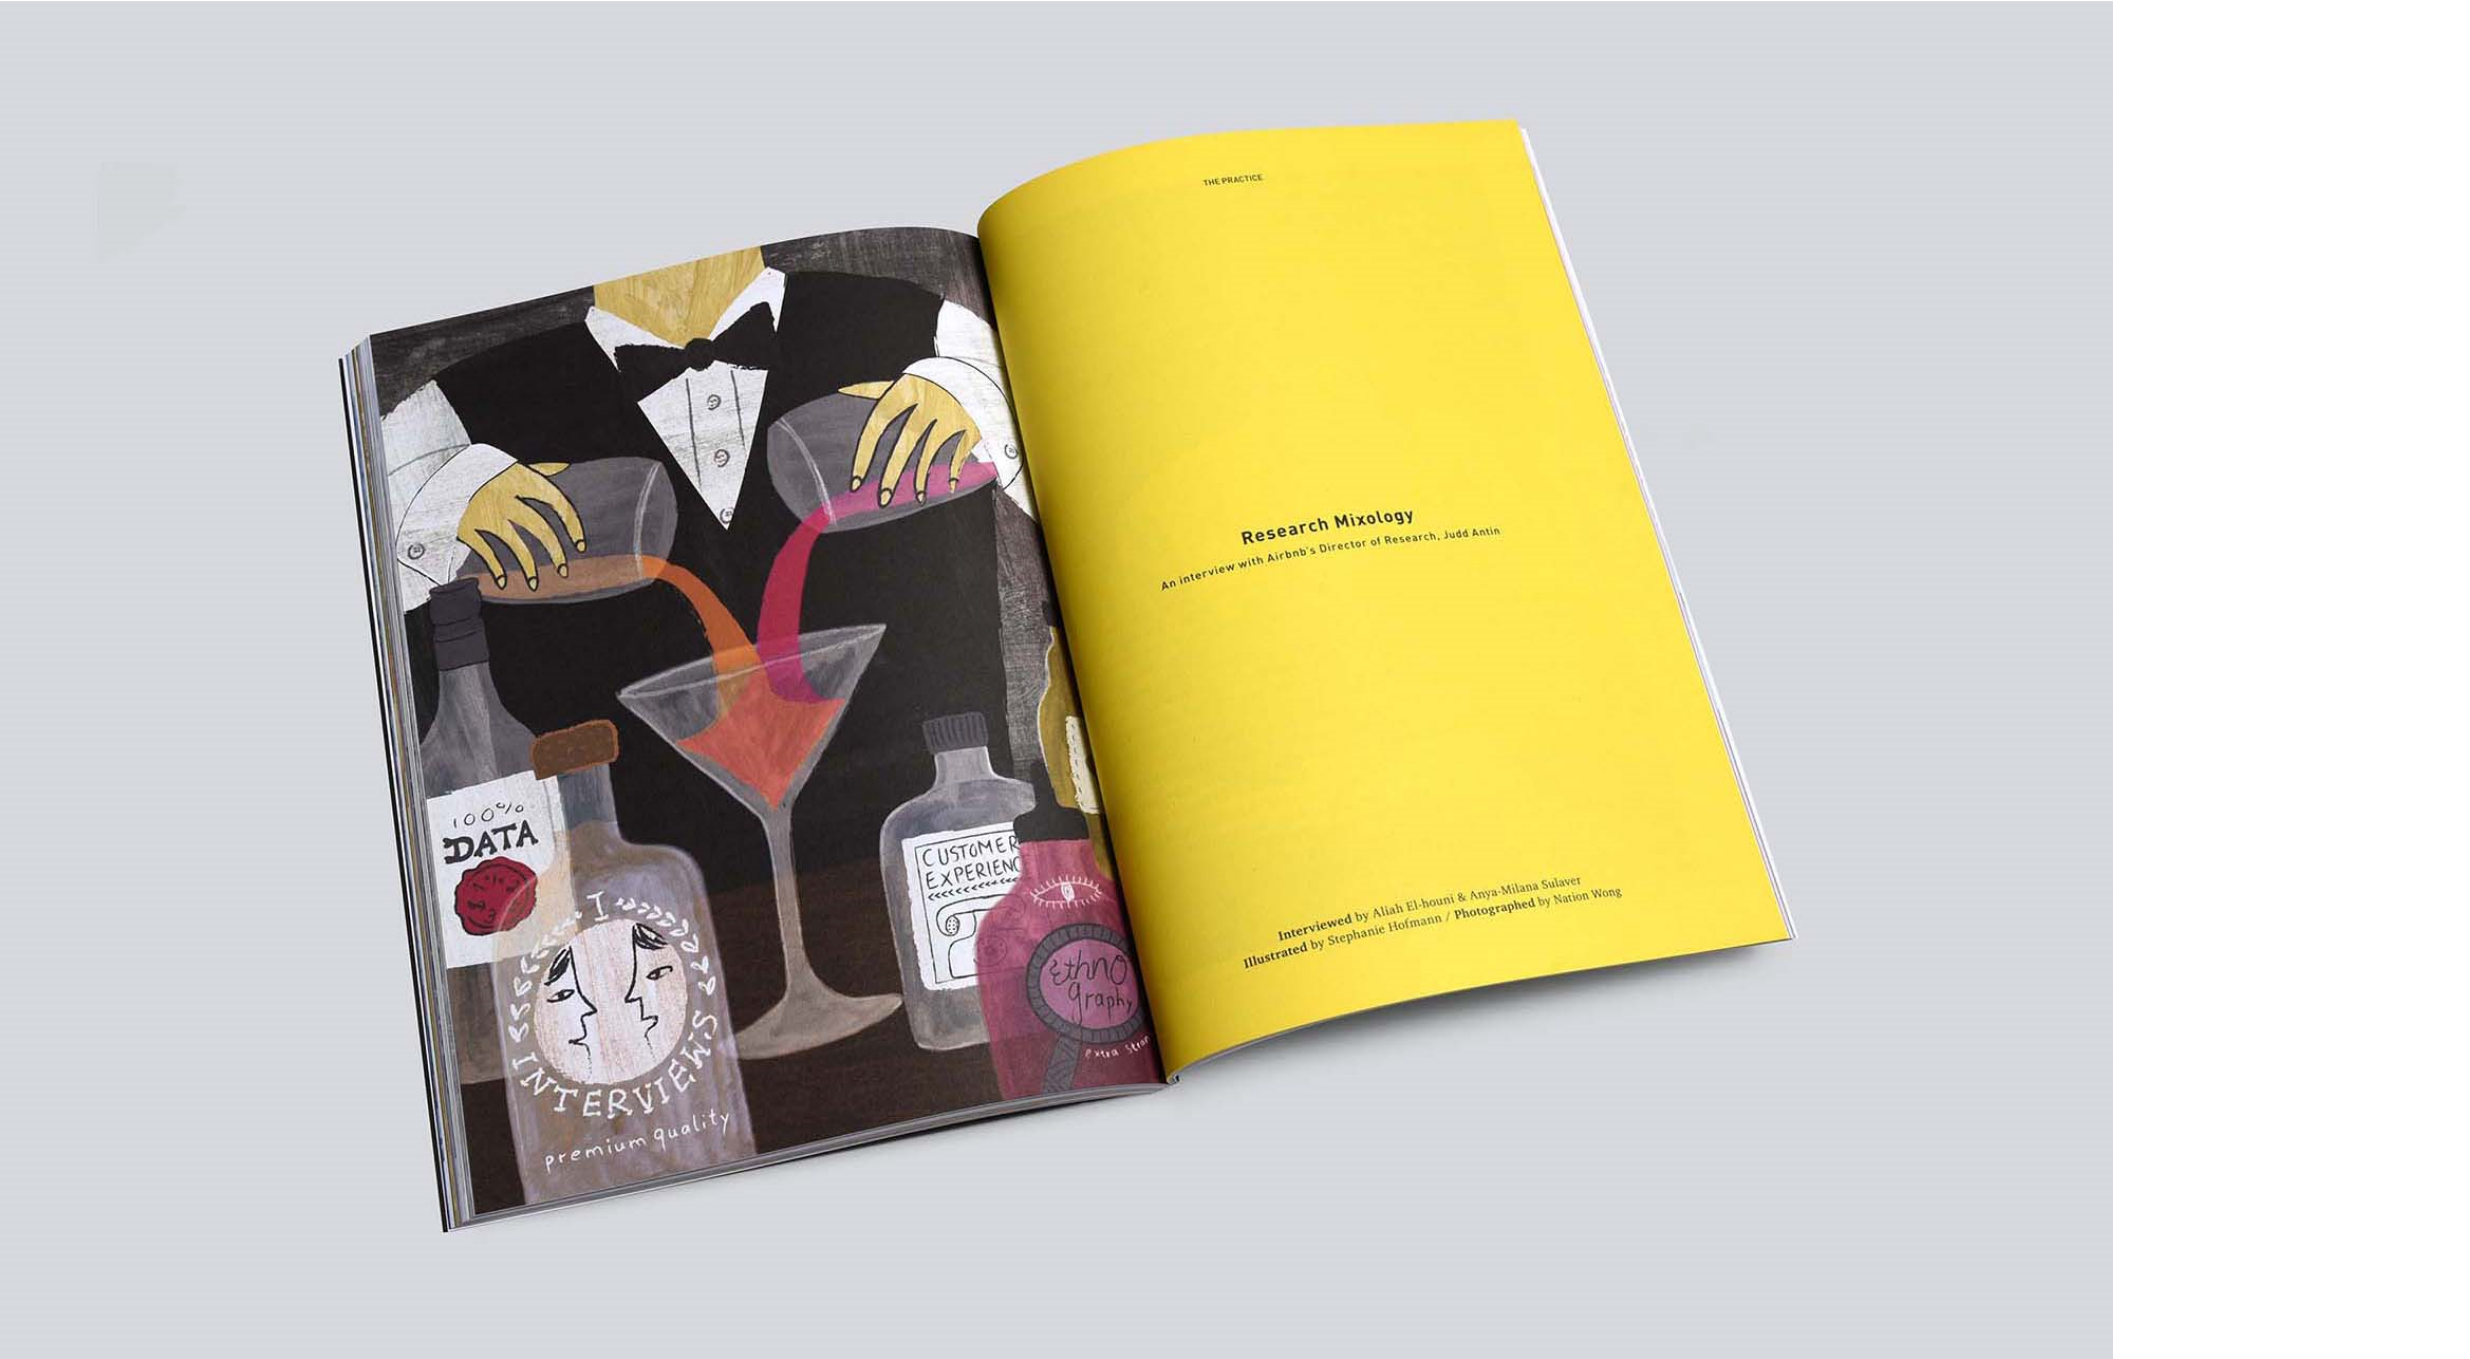 100%
DATA
I
INTERVIEWS
premium quality
CUSTOMER
EXPERIENC
Ethno
graphy
extra
THE PRACTICE
Research Mixology
An interview with Airbnb's Director of Research, Judd Antin
Interviewed by Aliah El-houni & Anya-Milana Sulaver
Illustrated by Stephanie Hofmann / Photographed by Nation Wong